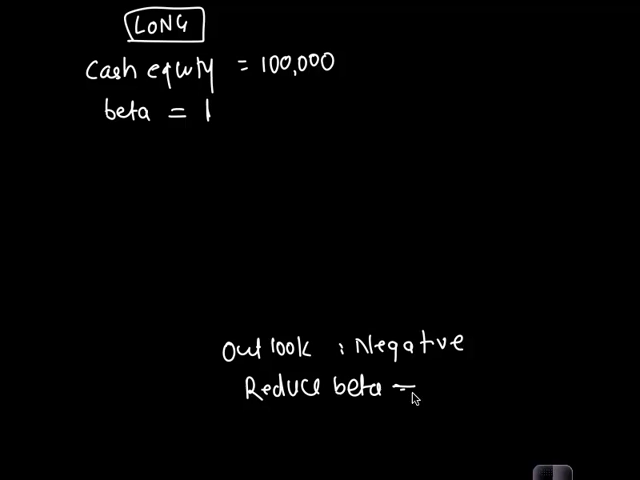 LONG
Cash equity = 100,000
beta = 1
Outlook : Negative
Reduce beta =